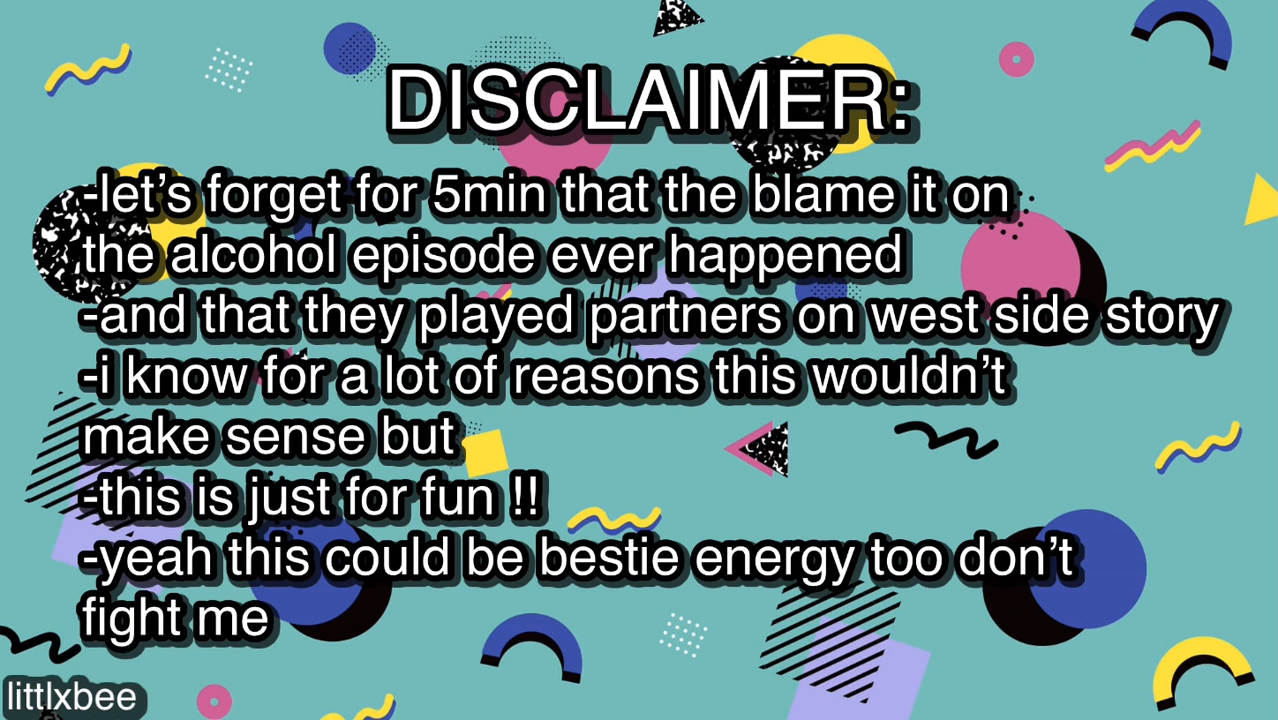 DISCLAIMER:
-let’s forget for 5min that the blame it on
the alcohol episode ever happened
-and that they played partners on west side story
-i know for a lot of reasons this wouldn’t
make sense but
-this is just for fun !!
-yeah this could be bestie energy too don’t
fight me
littlxbee